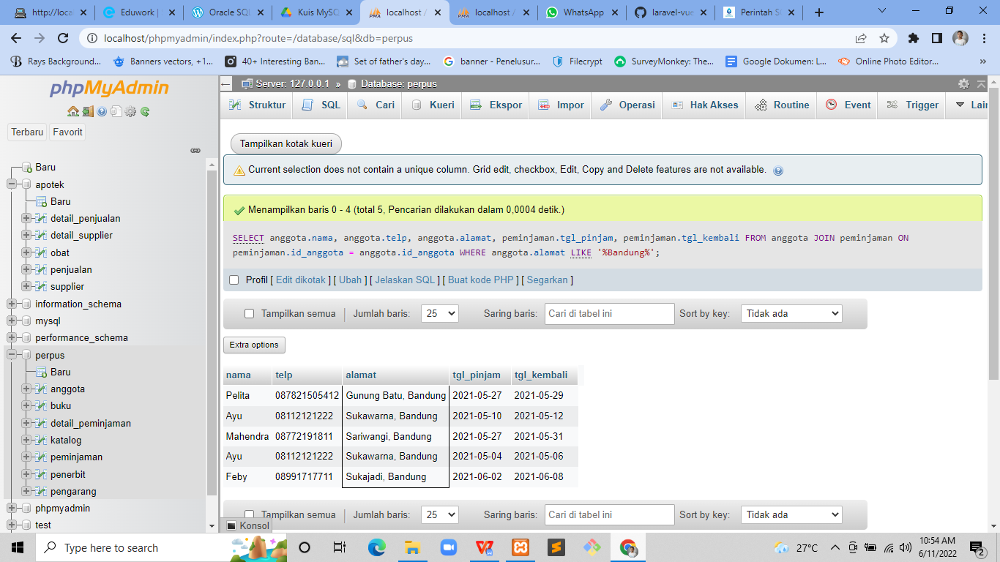 http://loca
Eduwork |
Oracle SQL
Kuis MySQ
localhost /
localhost /
WhatsApp
laravel-vue
Perintah S
localhost/phpmyadmin/index.php?route=/database/sql&db=perpus
Rays Background...
Banners vectors, +1...
40+ Interesting Ban...
Set of father's day...
banner - Penelusur...
Filecrypt
SurveyMonkey: The...
Google Dokumen: L...
Online Photo Editor...
phpMyAdmin
Terbaru
Favorit
Baru
apotek
Baru
detail_penjualan
detail_supplier
obat
penjualan
supplier
information_schema
mysql
performance_schema
perpus
Baru
anggota
buku
detail_peminjaman
katalog
peminjaman
penerbit
pengarang
phpmyadmin
test
Server: 127.0.0.1 » Database: perpus
Struktur
SQL
Cari
Kueri
Ekspor
Impor
Operasi
Hak Akses
Routine
Event
Trigger
Lain
Tampilkan kotak kueri
Current selection does not contain a unique column. Grid edit, checkbox, Edit, Copy and Delete features are not available.
Menampilkan baris 0 - 4 (total 5, Pencarian dilakukan dalam 0,0004 detik.)
SELECT anggota.nama, anggota.telp, anggota.alamat, peminjaman.tgl_pinjam, peminjaman.tgl_kembali FROM anggota JOIN peminjaman ON
peminjaman.id_anggota = anggota.id_anggota WHERE anggota.alamat LIKE '%Bandung%';
Profil [ Edit dikotak ] [ Ubah ] [ Jelaskan SQL ] [ Buat kode PHP ] [ Segarkan ]
Tampilkan semua | Jumlah baris: 25 Saring baris: Cari di tabel ini Sort by key: Tidak ada
Extra options
nama telp alamat tgl_pinjam tgl_kembali
Pelita 087821505412 Gunung Batu, Bandung 2021-05-27 2021-05-29
Ayu 08112121222 Sukawarna, Bandung 2021-05-10 2021-05-12
Mahendra 08772191811 Sariwangi, Bandung 2021-05-27 2021-05-31
Ayu 08112121222 Sukawarna, Bandung 2021-05-04 2021-05-06
Feby 08991717711 Sukajadi, Bandung 2021-06-02 2021-06-08
Tampilkan semua | Jumlah baris: 25 Saring baris: Cari di tabel ini Sort by key: Tidak ada
Konsol
Type here to search
27°C
10:54 AM
6/11/2022
2